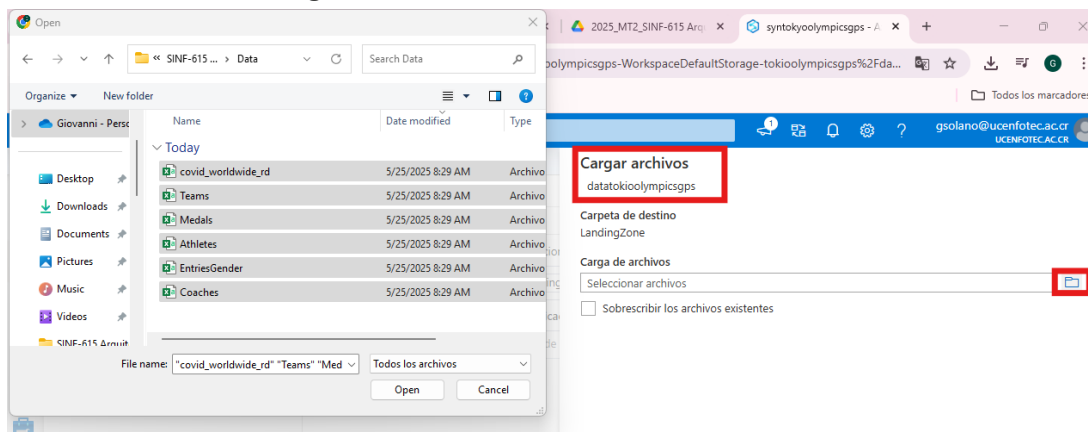 Open
2025_MT2_SINF-615 Arq
syntokyoolympicsgps - A
SINF-615 ... > Data
Search Data
olympicsgps-WorkspaceDefaultStorage-tokioolympicsgps%2Fda...
G
Organize
New folder
Todos los marcadores
Giovanni - Perso
Name
Date modified
Type
1
gsolano@ucenfotec.ac.cr
UCENFOTEC.AC.CR
Today
Cargar archivos
datatokioolympicsgps
Desktop
covid_worldwide_rd 5/25/2025 8:29 AM Archivo
Downloads
Teams 5/25/2025 8:29 AM Archivo
Documents
Medals 5/25/2025 8:29 AM Archivo
Carpeta de destino
LandingZone
Pictures
Athletes 5/25/2025 8:29 AM Archivo
Music
EntriesGender 5/25/2025 8:29 AM Archivo
Carga de archivos
Seleccionar archivos
Videos
Coaches 5/25/2025 8:29 AM Archivo
Sobrescribir los archivos existentes
SINF-615 Arquit
File name: "covid_worldwide_rd" "Teams" "Med
Todos los archivos
Open
Cancel